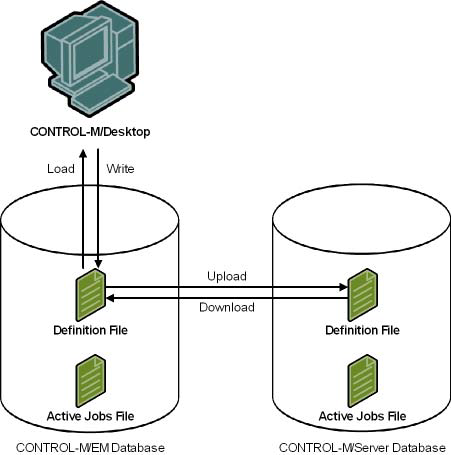 CONTROL-M/Desktop
Load Write
Upload
Download
Definition File Definition File
Active Jobs File Active Jobs File
CONTROL-M/EM Database CONTROL-M/Server Database